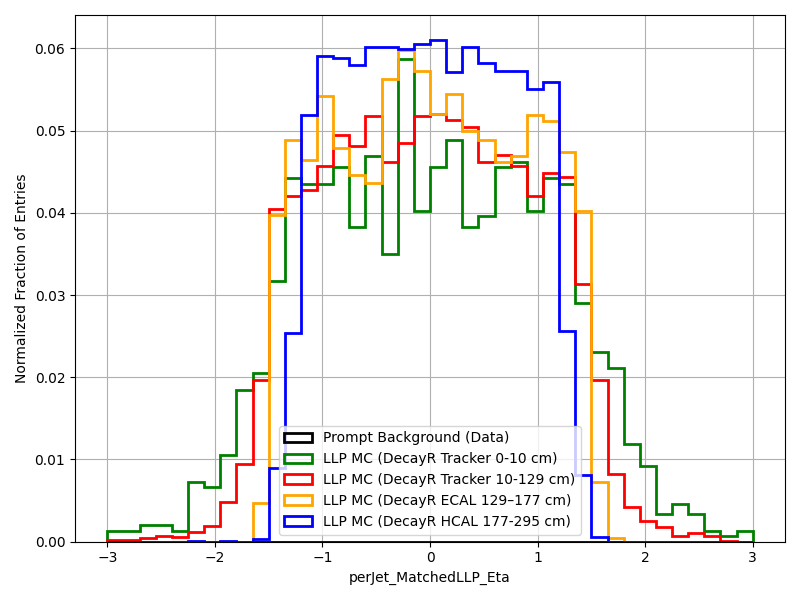 0.06
0.05
0.04
0.03
0.02
0.01
0.00
Normalized Fraction of Entries
Prompt Background (Data)
LLP MC (DecayR Tracker 0-10 cm)
LLP MC (DecayR Tracker 10-129 cm)
LLP MC (DecayR ECAL 129–177 cm)
LLP MC (DecayR HCAL 177-295 cm)
−3 −2 −1 0 1 2 3
perJet_MatchedLLP_Eta